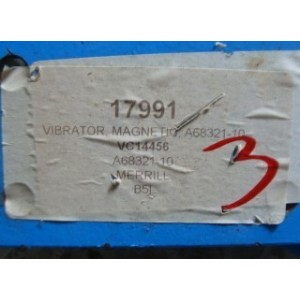 17991
VIBRATOR MAGNETIC A68321-10
VC14456
A68321-10
MERRILL
B5L
3